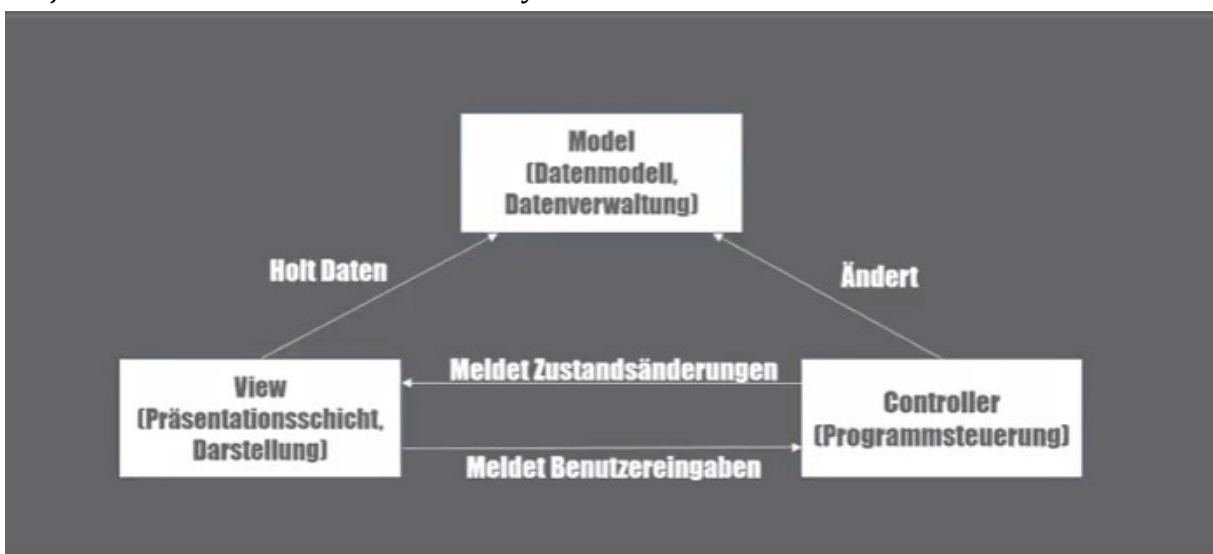 Model
(Datenmodell,
Datenverwaltung)
Holt Daten
Ändert
Meldet Zustandsänderungen
View
(Präsentationsschicht,
Darstellung)
Controller
(Programmsteuerung)
Meldet Benutzereingaben